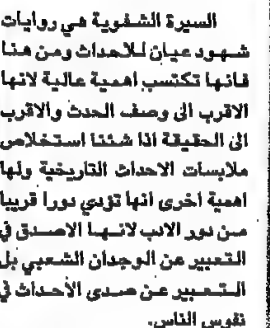 السيرة الشفوية هي روايات
شهود عيان للأحداث ومن هنا
فانها تكتسب اهمية عالية لانها
الاقرب الى وصف الحدث والاقرب
الى الحقيقة اذا شئنا استخلاص
ملابسات الاحداث التاريخية ولها
اهمية اخرى انها تؤدي دورا قريبا
من دور الادب لانها الاصدق في
التعبير عن الوجدان الشعبي بل
التعبير عن صدى الأحداث في
نفوس الناس.